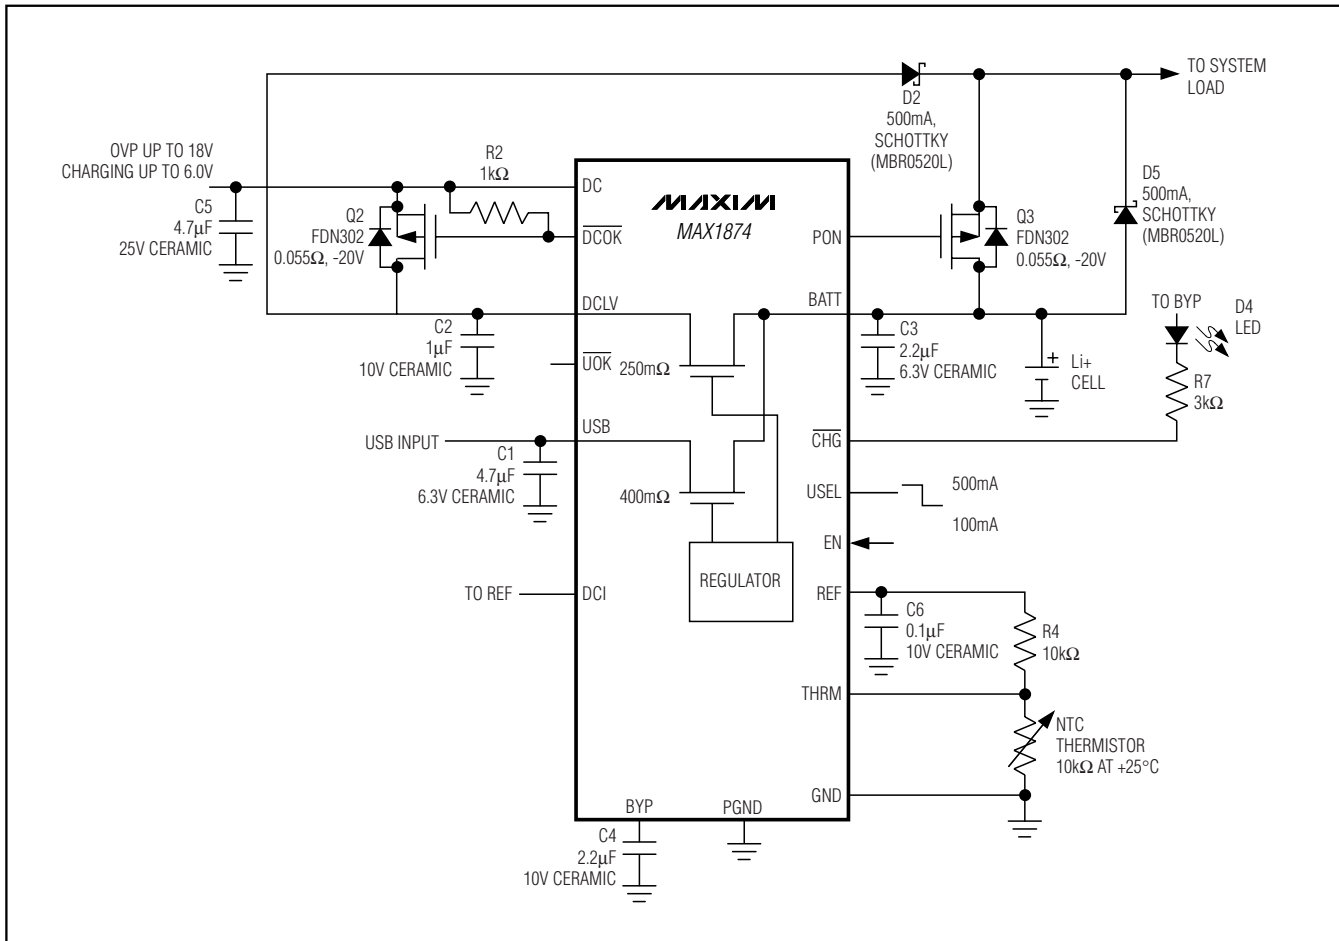 TO SYSTEM
LOAD
D2
500mA,
SCHOTTKY
(MBR0520L)
OVP UP TO 18V
CHARGING UP TO 6.0V
C5
4.7μF
25V CERAMIC
R2
1kΩ
Q2
FDN302
0.055Ω, -20V
DC
DCOK
MAXIM
MAX1874
PON
Q3
FDN302
0.055Ω, -20V
D5
500mA,
SCHOTTKY
(MBR0520L)
DCLV
BATT
C2
1μF
10V CERAMIC
UOK
250mΩ
C3
2.2μF
6.3V CERAMIC
+
Li+
CELL
TO BYP
D4
LED
R7
3kΩ
USB INPUT
USB
C1
4.7μF
6.3V CERAMIC
400mΩ
CHG
USEL
500mA
100mA
EN
REGULATOR
TO REF
DCI
REF
C6
0.1μF
10V CERAMIC
R4
10kΩ
THRM
NTC
THERMISTOR
10kΩ AT +25°C
GND
BYP
PGND
C4
2.2μF
10V CERAMIC